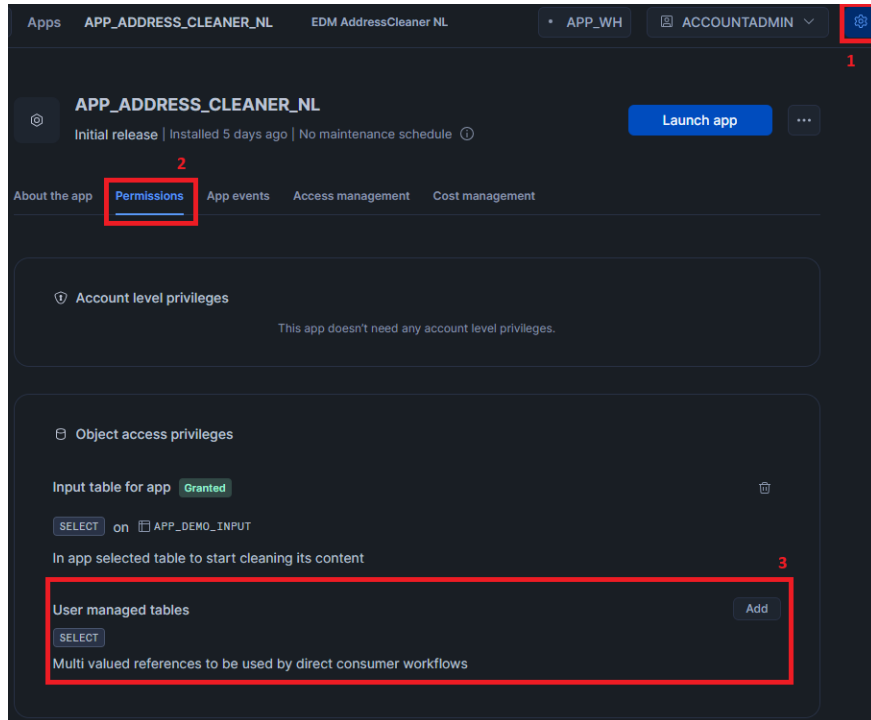 Apps APP_ADDRESS_CLEANER_NL EDM AddressCleaner NL • APP_WH ACCOUNTADMIN
1
APP_ADDRESS_CLEANER_NL
Initial release | Installed 5 days ago | No maintenance schedule
Launch app ...
2
About the app Permissions App events Access management Cost management
Account level privileges
This app doesn't need any account level privileges.
Object access privileges
Input table for app Granted
SELECT on APP_DEMO_INPUT
In app selected table to start cleaning its content
3
User managed tables Add
SELECT
Multi valued references to be used by direct consumer workflows